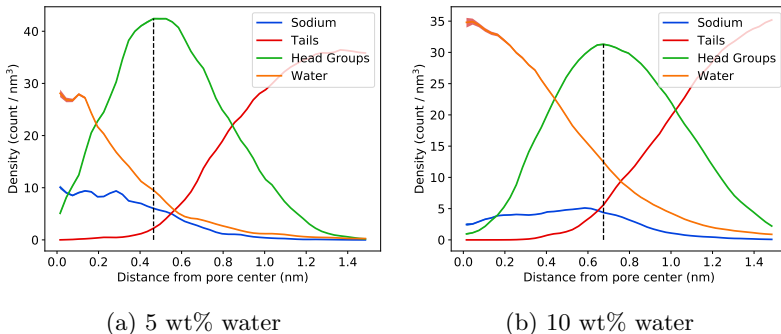 Sodium
Tails
Head Groups
Water
Density (count / nm³)
40
30
20
10
0
0.0 0.2 0.4 0.6 0.8 1.0 1.2 1.4
Distance from pore center (nm)
(a) 5 wt% water
Sodium
Tails
Head Groups
Water
Density (count / nm³)
35
30
25
20
15
10
5
0
0.0 0.2 0.4 0.6 0.8 1.0 1.2 1.4
Distance from pore center (nm)
(b) 10 wt% water